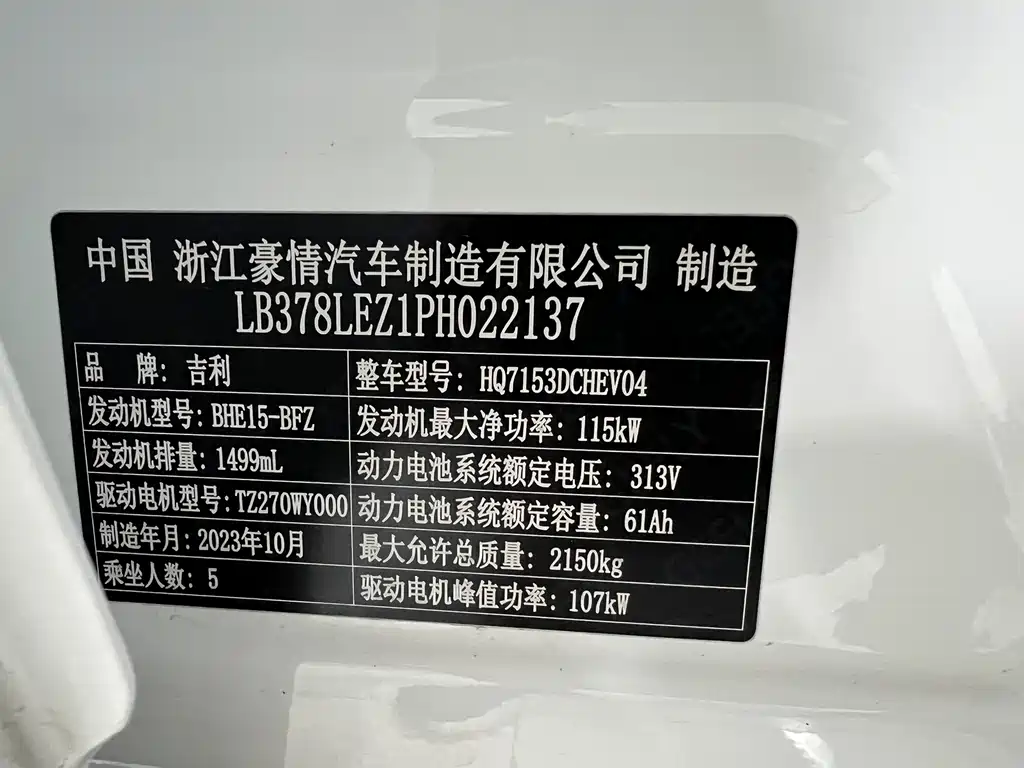 中国 浙江豪情汽车制造有限公司 制造
LB378LEZ1PH022137
品 牌: 吉利 整车型号: HQ7153DCHEV04
发动机型号: BHE15-BFZ 发动机最大净功率: 115kW
发动机排量: 1499mL 动力电池系统额定电压: 313V
驱动电机型号: TZ270WY000 动力电池系统额定容量: 61Ah
制造年月: 2023年10月 最大允许总质量: 2150kg
乘坐人数: 5 驱动电机峰值功率: 107kW